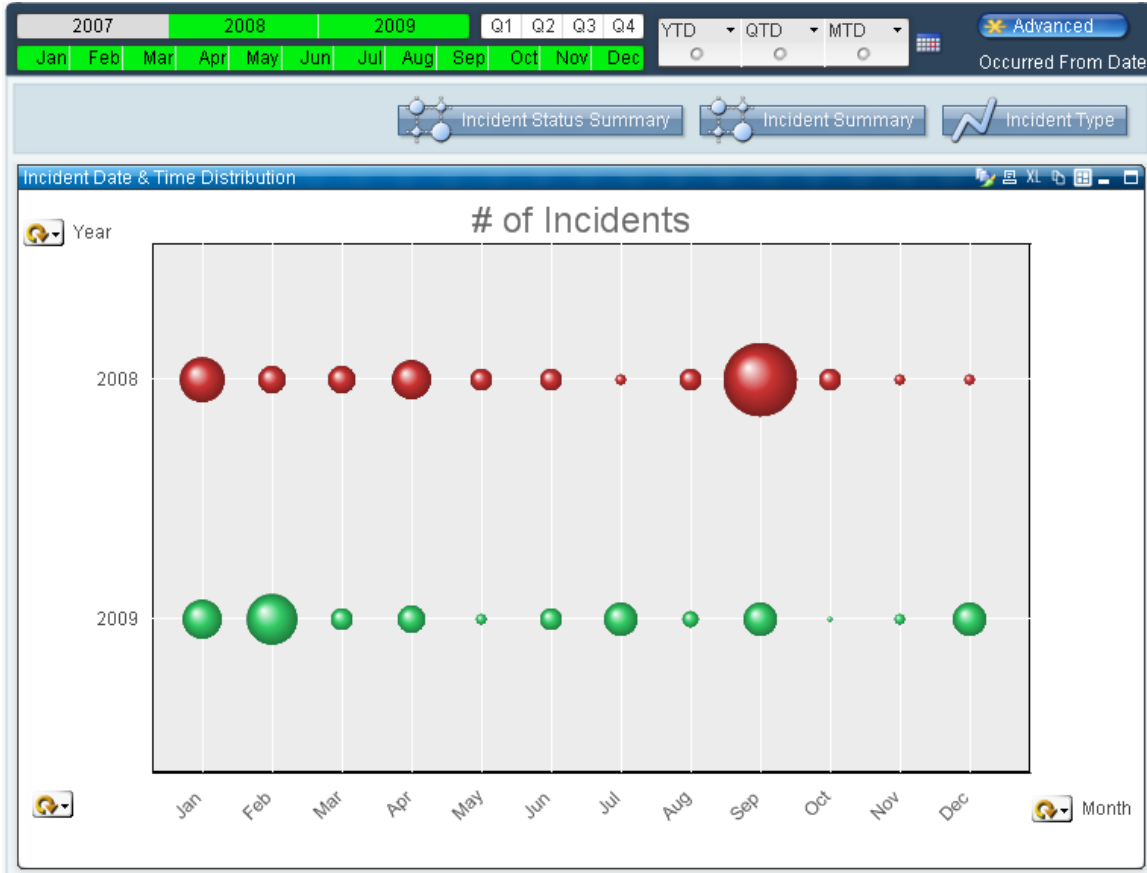 2007 2008 2009 Q1 Q2 Q3 Q4 YTD QTD MTD Advanced
Jan Feb Mar Apr May Jun Jul Aug Sep Oct Nov Dec Occurred From Date
Incident Status Summary Incident Summary Incident Type
Incident Date & Time Distribution XL
# of Incidents
Year
2008
2009
Jan Feb Mar Apr May Jun Jul Aug Sep Oct Nov Dec
Month